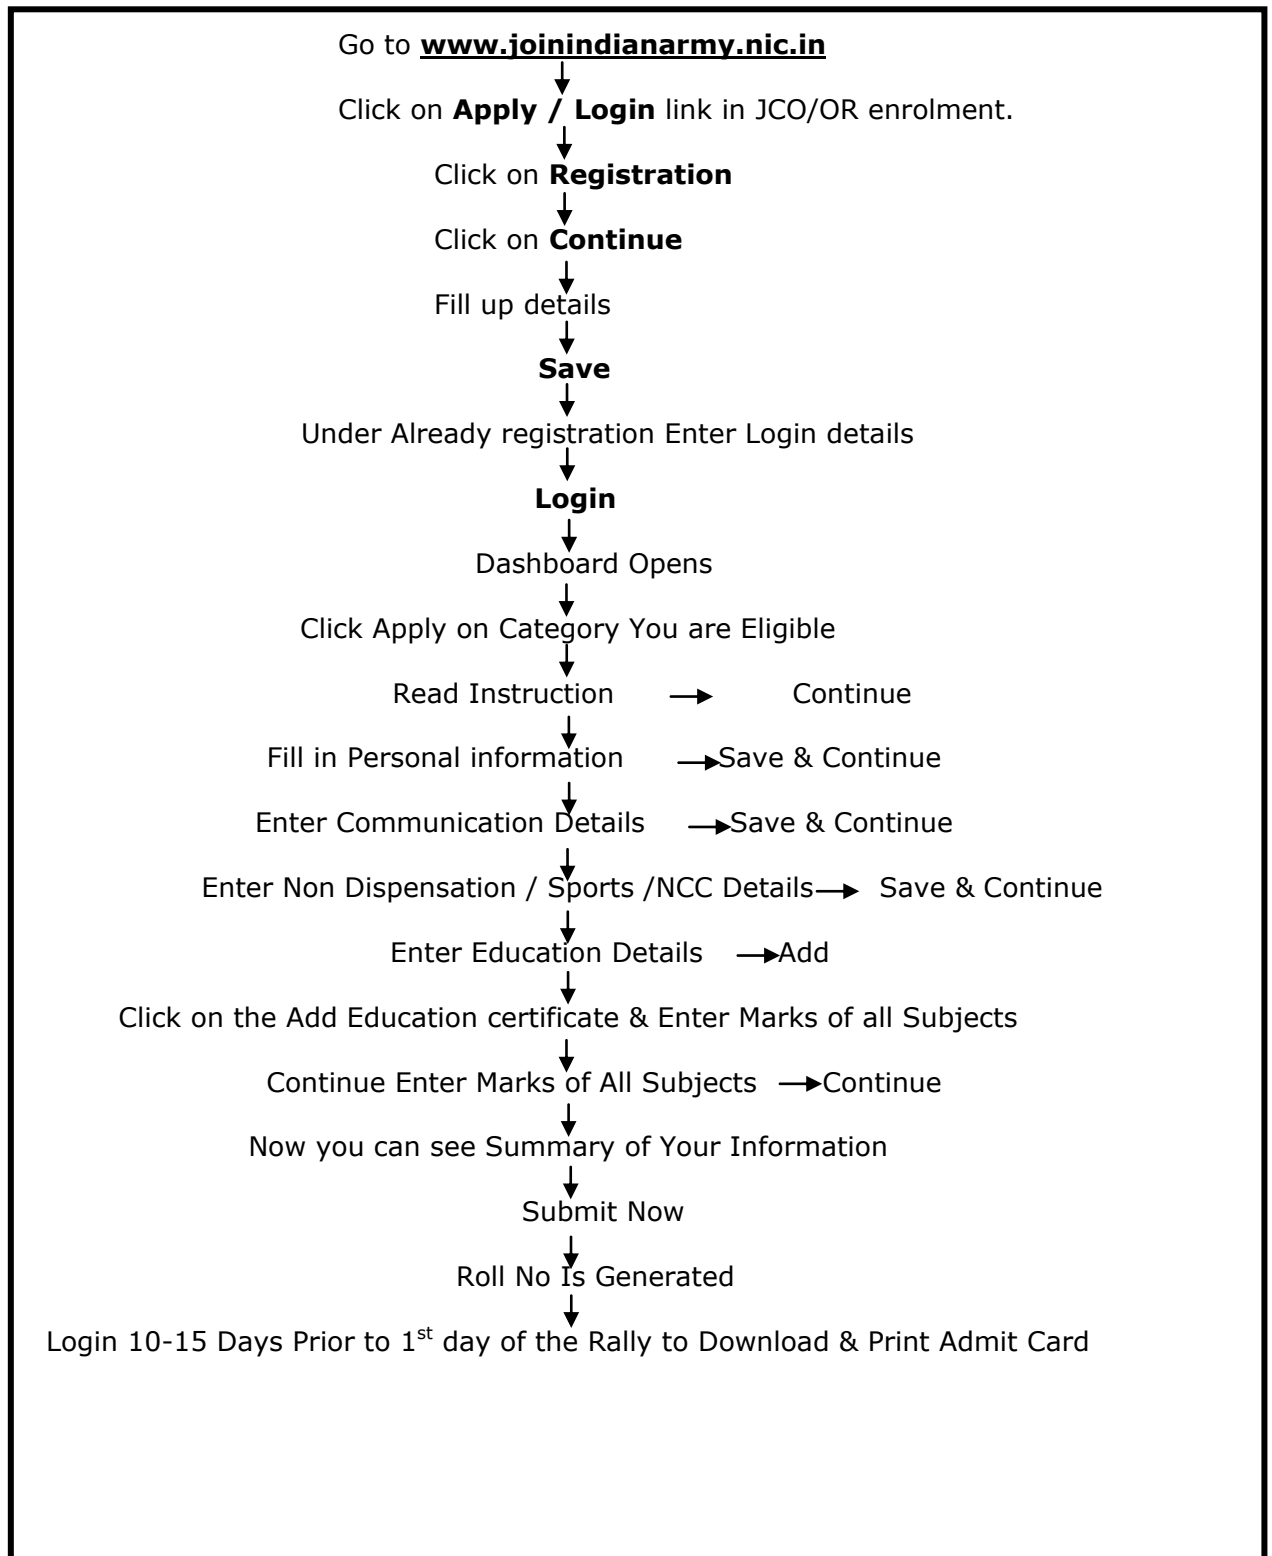 Go to www.joinindianarmy.nic.in
Click on Apply / Login link in JCO/OR enrolment.
Click on Registration
Click on Continue
Fill up details
Save
Under Already registration Enter Login details
Login
Dashboard Opens
Click Apply on Category You are Eligible
Read Instruction Continue
Fill in Personal information Save & Continue
Enter Communication Details Save & Continue
Enter Non Dispensation / Sports /NCC Details Save & Continue
Enter Education Details Add
Click on the Add Education certificate & Enter Marks of all Subjects
Continue Enter Marks of All Subjects Continue
Now you can see Summary of Your Information
Submit Now
Roll No Is Generated
Login 10-15 Days Prior to 1st day of the Rally to Download & Print Admit Card